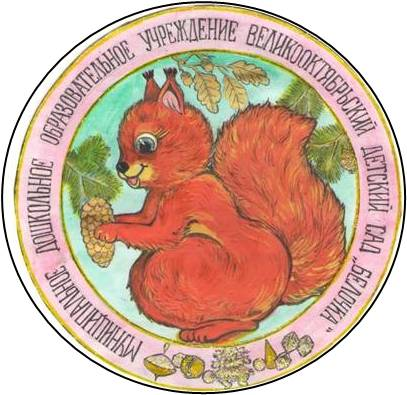 МУНИЦИПАЛЬНОЕ ДОШКОЛЬНОЕ ОБРАЗОВАТЕЛЬНОЕ УЧРЕЖДЕНИЕ ВЕЛИКООКТЯБРЬСКИЙ ДЕТСКИЙ САД „БЕЛОЧКА"